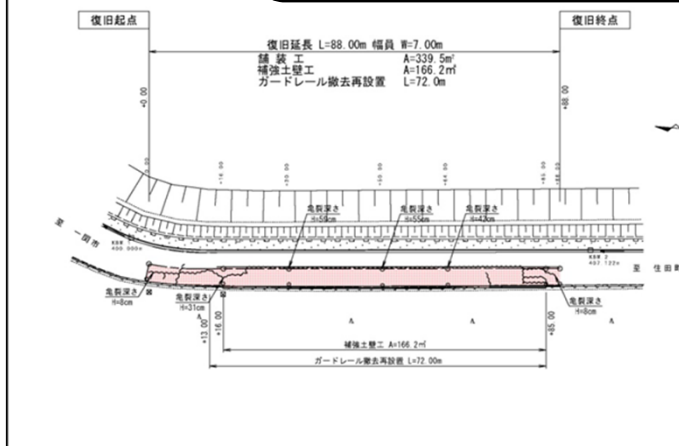 復旧起点
復旧終点
復旧延長 L=88.00m 幅員 W=7.00m
舗装工 A=339.5㎡
補強土壁工 A=166.2㎡
ガードレール撤去再設置 L=72.0m
+0.00
+88.00
亀裂深さ
H=55cm
亀裂深さ
H=42cm
亀裂深さ
至 一関市
至 住田町
亀裂深さ
H=8cm
亀裂深さ
H=31cm
亀裂深さ
H=8cm
+13.00
+16.00
+85.00
補強土壁工 A=166.2㎡
ガードレール撤去再設置 L=72.00m